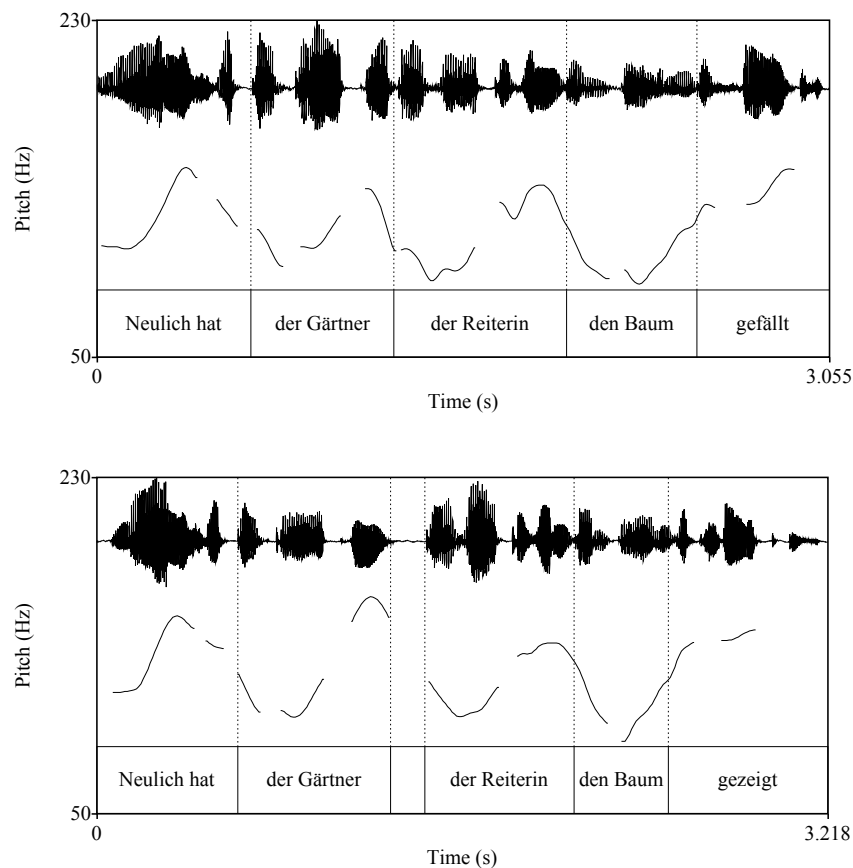 230
Pitch (Hz)
Neulich hat der Gärtner der Reiterin den Baum gefällt
50
0 3.055
Time (s)
230
Pitch (Hz)
Neulich hat der Gärtner der Reiterin den Baum gezeigt
50
0 3.218
Time (s)